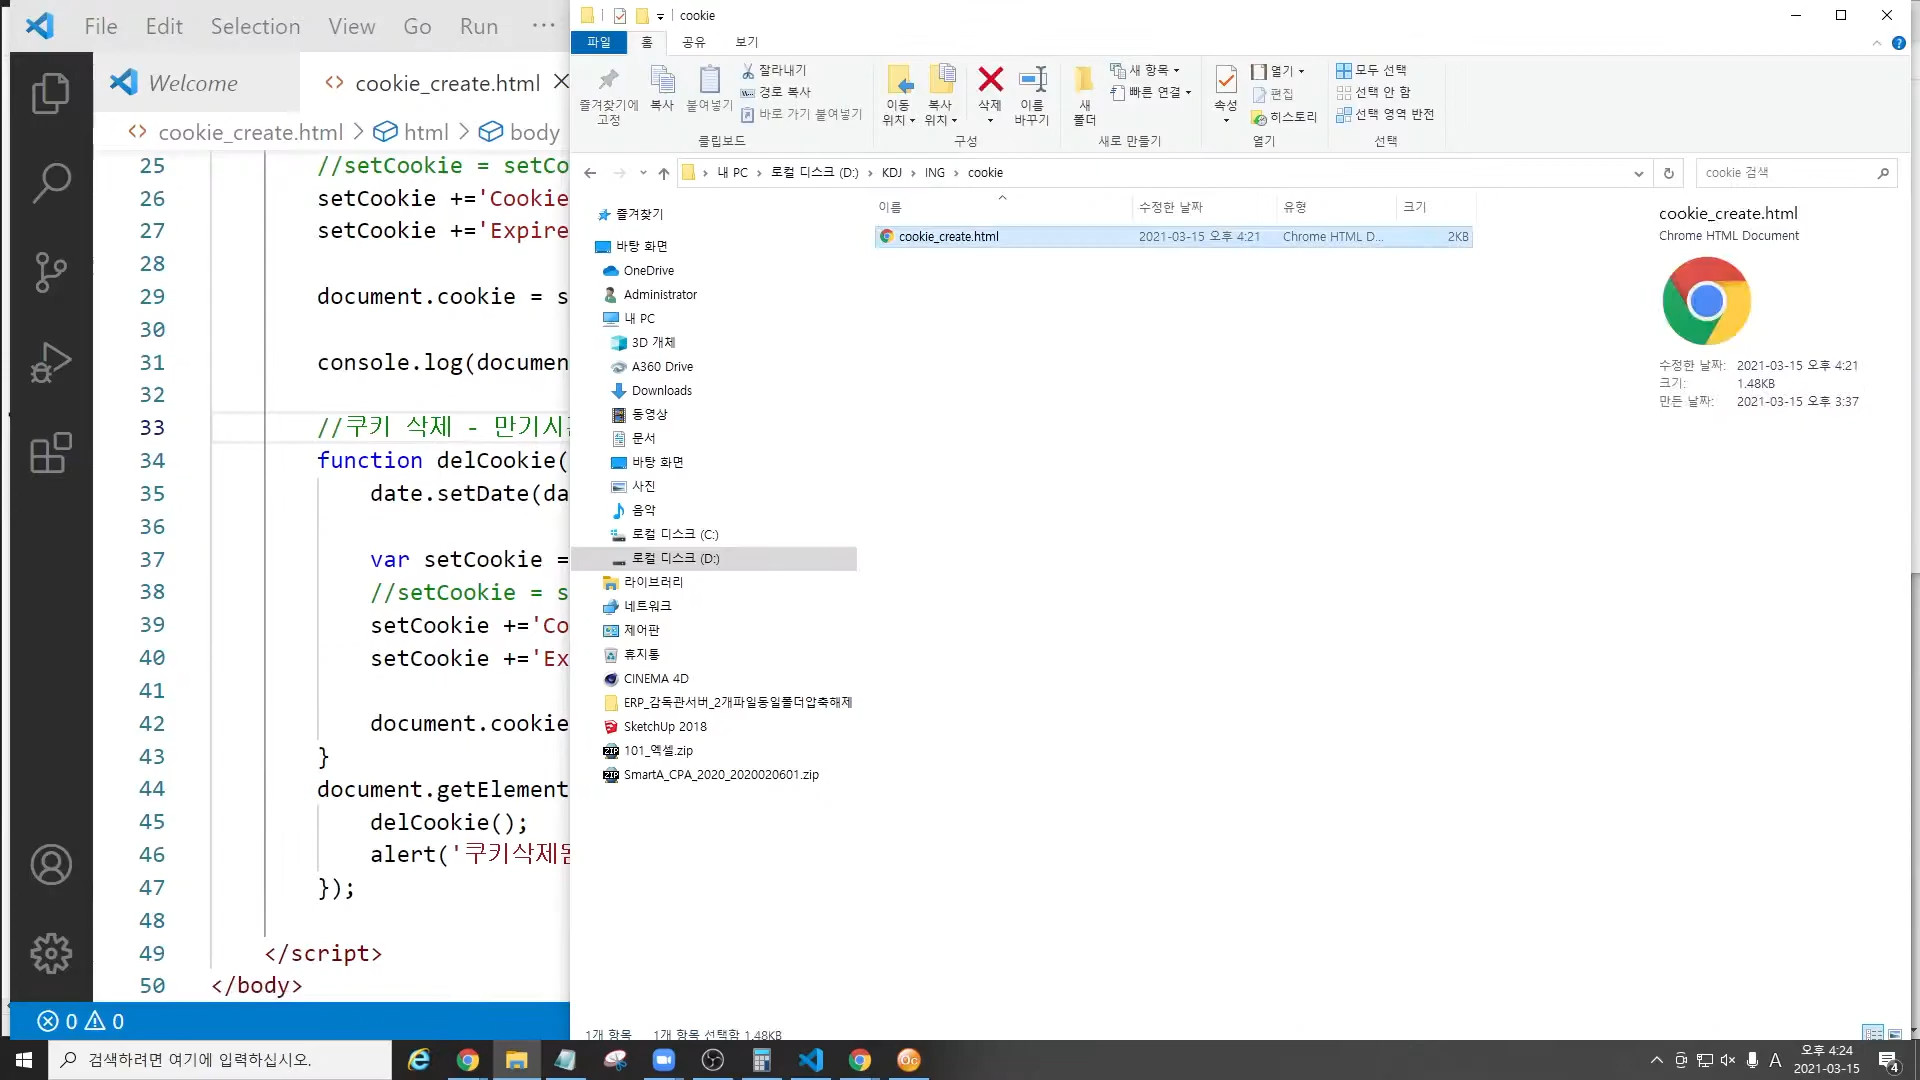 File Edit Selection View Go Run ···
Welcome
cookie_create.html
cookie_create.html > html > body
25 //setCookie = setCo
26 setCookie +='Cookie
27 setCookie +='Expire
28
29 document.cookie = s
30
31 console.log(documen
32
33 //쿠키 삭제 - 만기시
34 function delCookie(
35 date.setDate(da
36
37 var setCookie =
38 //setCookie = s
39 setCookie +='Co
40 setCookie +='Ex
41
42 document.cookie
43 }
44 document.getElement
45 delCookie();
46 alert('쿠키삭제됨
47 });
48
49 </script>
50 </body>
0 0
cookie
파일 홈 공유 보기
즐겨찾기에 고정
복사
붙여넣기
잘라내기
경로 복사
바로 가기 붙여넣기
클립보드
이동 위치
복사 위치
삭제
이름 바꾸기
구성
새 폴더
새 항목
빠른 연결
새로 만들기
속성
열기
편집
히스토리
열기
모두 선택
선택 안 함
선택 영역 반전
선택
내 PC > 로컬 디스크 (D:) > KDJ > ING > cookie
cookie 검색
즐겨찾기
바탕 화면
OneDrive
Administrator
내 PC
3D 개체
A360 Drive
Downloads
동영상
문서
바탕 화면
사진
음악
로컬 디스크 (C:)
로컬 디스크 (D:)
라이브러리
네트워크
제어판
휴지통
CINEMA 4D
ERP_감독관서버_2개파일동일폴더압축해제
SketchUp 2018
101_엑셀.zip
SmartA_CPA_2020_2020020601.zip
이름 수정한 날짜 유형 크기
cookie_create.html 2021-03-15 오후 4:21 Chrome HTML D... 2KB
cookie_create.html
Chrome HTML Document
수정한 날짜: 2021-03-15 오후 4:21
크기: 1.48KB
만든 날짜: 2021-03-15 오후 3:37
1개 항목 1개 항목 선택함 1.48KB
검색하려면 여기에 입력하십시오.
A
오후 4:24
2021-03-15
4